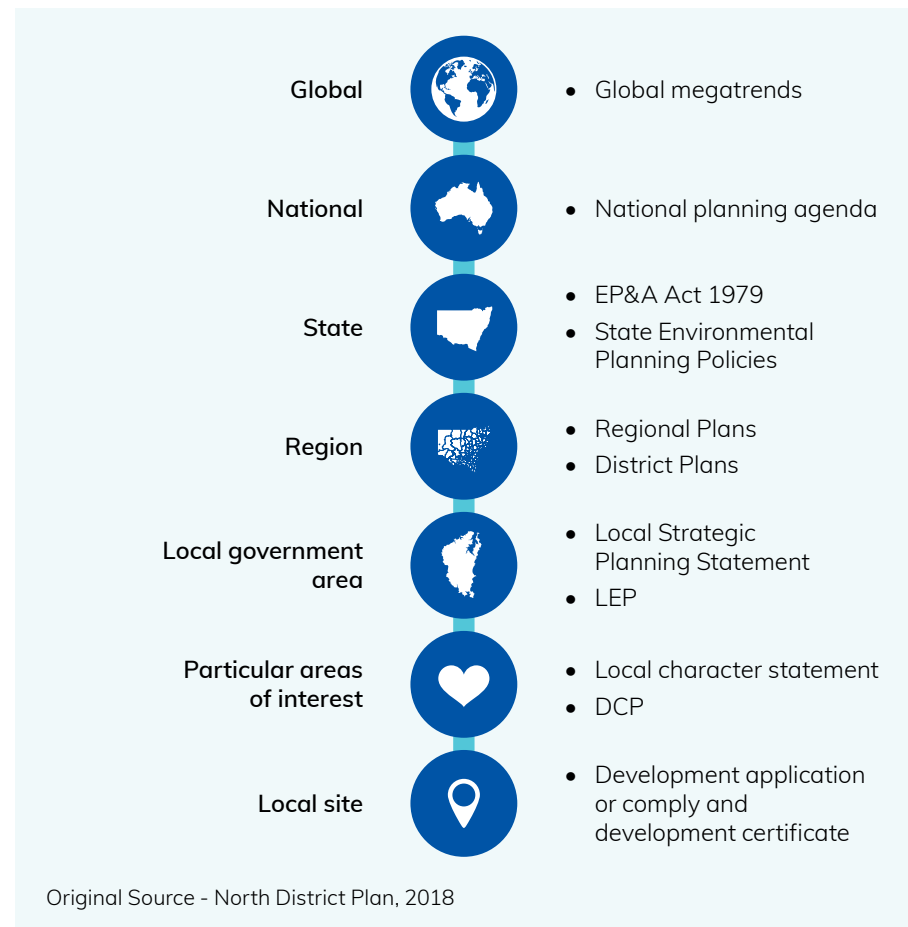 Global
• Global megatrends
National
• National planning agenda
State
• EP&A Act 1979
• State Environmental
Planning Policies
Region
• Regional Plans
• District Plans
Local government
area
• Local Strategic
Planning Statement
• LEP
Particular areas
of interest
• Local character statement
• DCP
Local site
• Development application
or comply and
development certificate
Original Source - North District Plan, 2018